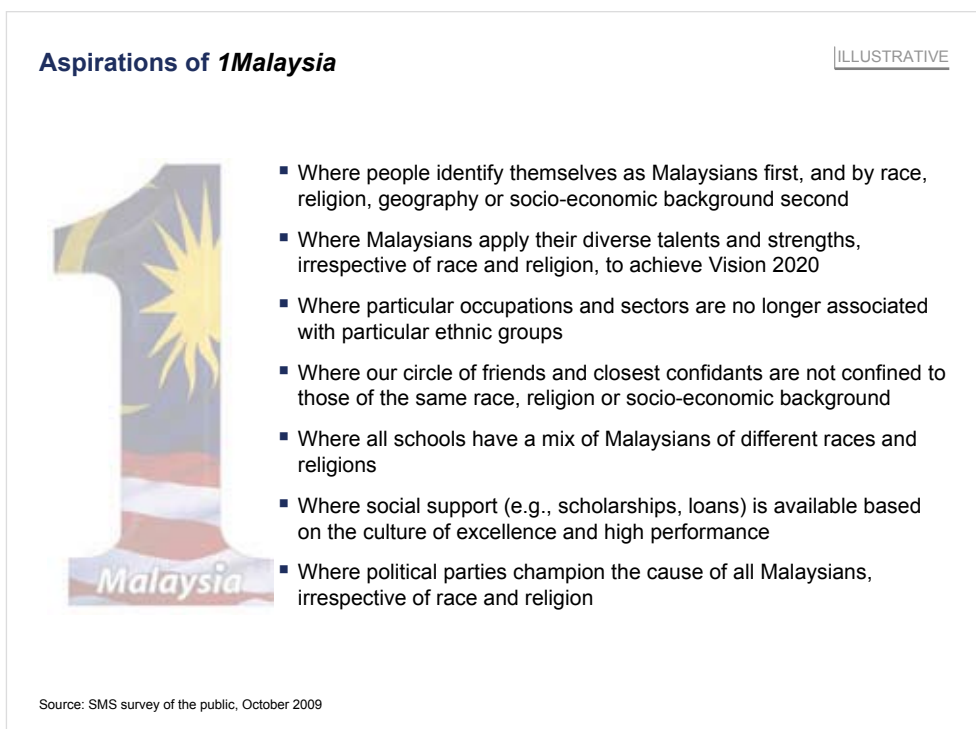 Aspirations of 1Malaysia
ILLUSTRATIVE
▪ Where people identify themselves as Malaysians first, and by race,
religion, geography or socio-economic background second
▪ Where Malaysians apply their diverse talents and strengths,
irrespective of race and religion, to achieve Vision 2020
▪ Where particular occupations and sectors are no longer associated
with particular ethnic groups
▪ Where our circle of friends and closest confidants are not confined to
those of the same race, religion or socio-economic background
▪ Where all schools have a mix of Malaysians of different races and
religions
▪ Where social support (e.g., scholarships, loans) is available based
on the culture of excellence and high performance
▪ Where political parties champion the cause of all Malaysians,
irrespective of race and religion
1
Malaysia
Source: SMS survey of the public, October 2009